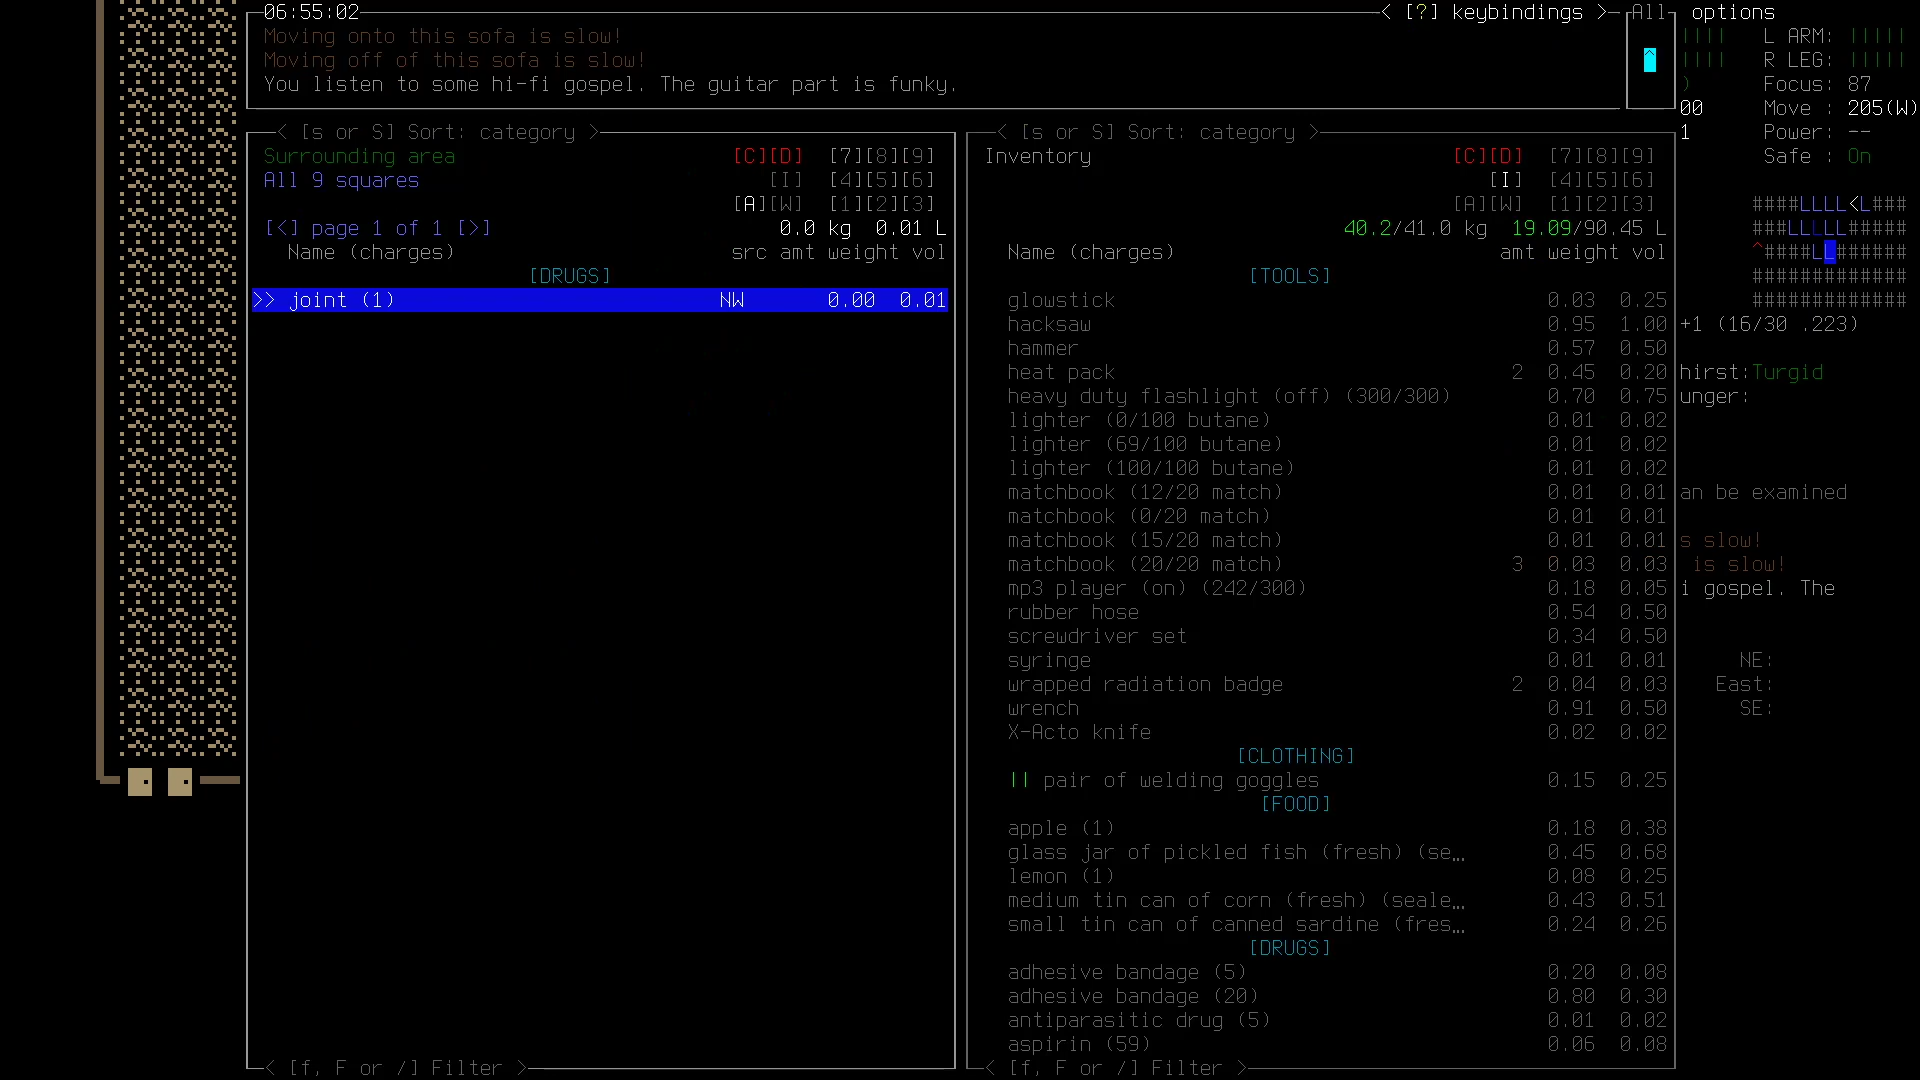 06:55:02 < [?] keybindings > All options
Moving onto this sofa is slow! L ARM: |||||
Moving off of this sofa is slow! R LEG: |||||
You listen to some hi-fi gospel. The guitar part is funky. ) Focus: 87
00 Move : 205(W)
< [s or S] Sort: category > < [s or S] Sort: category > 1 Power: --
Surrounding area [C][D] [7][8][9] Inventory [C][D] [7][8][9] Safe : On
All 9 squares [I] [4][5][6] [I] [4][5][6]
[A][W] [1][2][3] [A][W] [1][2][3] ####LLLL<L###
[<] page 1 of 1 [>] 0.0 kg 0.01 L 40.2/41.0 kg 19.09/90.45 L ###LLLLL#####
Name (charges) src amt weight vol Name (charges) amt weight vol ^####LL######
[DRUGS] [TOOLS] #############
>> joint (1) NW 0.00 0.01 glowstick 0.03 0.25 #############
hacksaw 0.95 1.00 +1 (16/30 .223)
hammer 0.57 0.50
heat pack 2 0.45 0.20 hirst:Turgid
heavy duty flashlight (off) (300/300) 0.70 0.75 unger:
lighter (0/100 butane) 0.01 0.02
lighter (69/100 butane) 0.01 0.02
lighter (100/100 butane) 0.01 0.02
matchbook (12/20 match) 0.01 0.01 an be examined
matchbook (0/20 match) 0.01 0.01
matchbook (15/20 match) 0.01 0.01 s slow!
matchbook (20/20 match) 3 0.03 0.03 is slow!
mp3 player (on) (242/300) 0.18 0.05 i gospel. The
rubber hose 0.54 0.50
screwdriver set 0.34 0.50
syringe 0.01 0.01 NE:
wrapped radiation badge 2 0.04 0.03 East:
wrench 0.91 0.50 SE:
X-Acto knife 0.02 0.02
[CLOTHING]
|| pair of welding goggles 0.15 0.25
[FOOD]
apple (1) 0.18 0.38
glass jar of pickled fish (fresh) (se… 0.45 0.68
lemon (1) 0.08 0.25
medium tin can of corn (fresh) (seale… 0.43 0.51
small tin can of canned sardine (fres… 0.24 0.26
[DRUGS]
adhesive bandage (5) 0.20 0.08
adhesive bandage (20) 0.80 0.30
antiparasitic drug (5) 0.01 0.02
aspirin (59) 0.06 0.08
< [f, F or /] Filter > < [f, F or /] Filter >